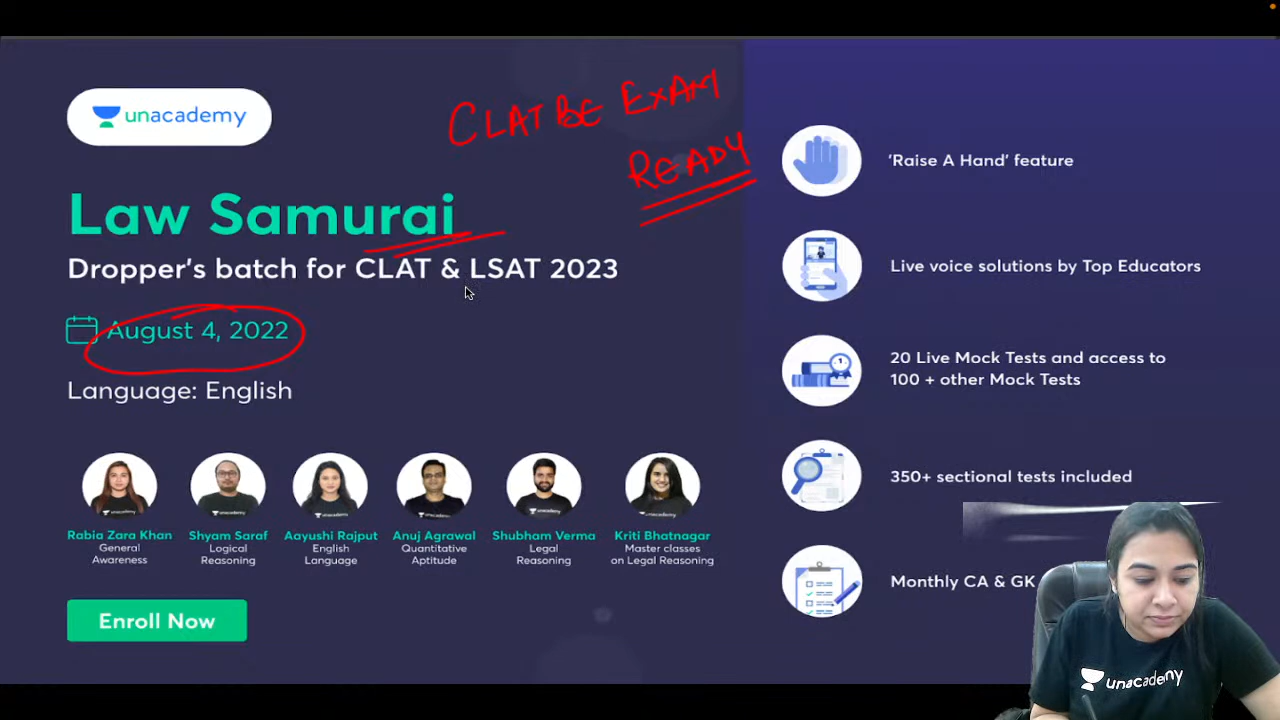 unacademy
CLAT BE EXAM
READY
Law Samurai
Dropper's batch for CLAT & LSAT 2023
August 4, 2022
Language: English
Rabia Zara Khan
General
Awareness
Shyam Saraf
Logical
Reasoning
Aayushi Rajput
English
Language
Anuj Agrawal
Quantitative
Aptitude
Shubham Verma
Legal
Reasoning
Kriti Bhatnagar
Master classes
on Legal Reasoning
Enroll Now
'Raise A Hand' feature
Live voice solutions by Top Educators
20 Live Mock Tests and access to
100 + other Mock Tests
350+ sectional tests included
Monthly CA & GK
unacademy